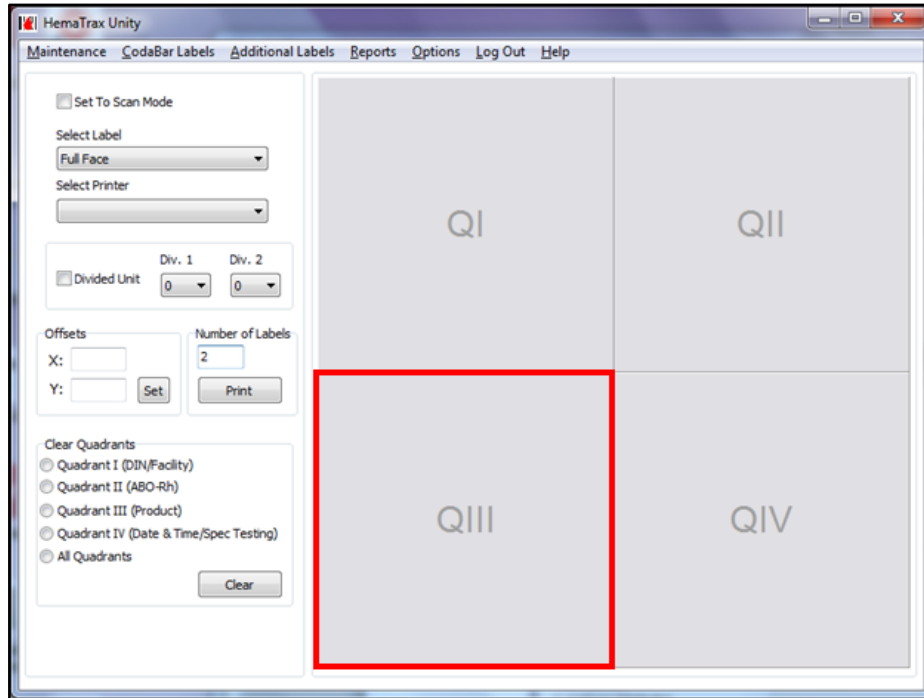 HemaTrax Unity
Maintenance CodaBar Labels Additional Labels Reports Options Log Out Help
Set To Scan Mode
Select Label
Full Face
Select Printer
Div. 1 Div. 2
Divided Unit 0 0
Offsets
X:
Y: Set
Number of Labels
2
Print
Clear Quadrants
Quadrant I (DIN/Facility)
Quadrant II (ABO-Rh)
Quadrant III (Product)
Quadrant IV (Date & Time/Spec Testing)
All Quadrants
Clear
QI QII
QIII QIV